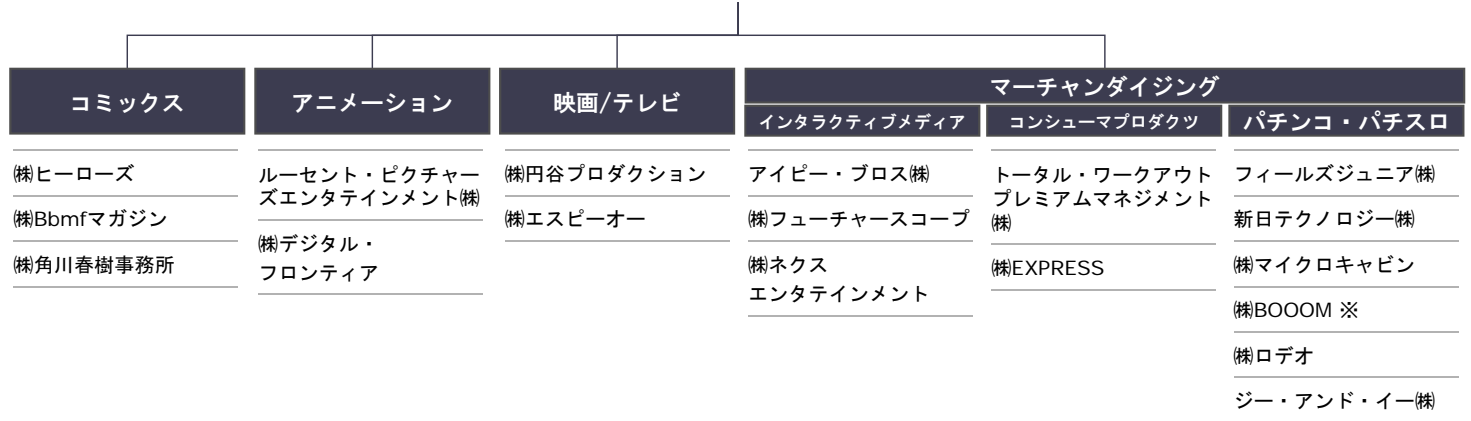 コミックス
㈱ヒーローズ
㈱Bbmfマガジン
㈱角川春樹事務所
アニメーション
ルーセント・ピクチャー
ズエンタテインメント㈱
㈱デジタル・
フロンティア
映画/テレビ
㈱円谷プロダクション
㈱エスピーオー
マーチャンダイジング
インタラクティブメディア
アイピー・ブロス㈱
㈱フューチャースコープ
㈱ネクス
エンタテインメント
コンシューマプロダクツ
トータル・ワークアウト
プレミアムマネジメント
㈱
㈱EXPRESS
パチンコ・パチスロ
フィールズジュニア㈱
新日テクノロジー㈱
㈱マイクロキャビン
㈱BOOOM ※
㈱ロデオ
ジー・アンド・イー㈱